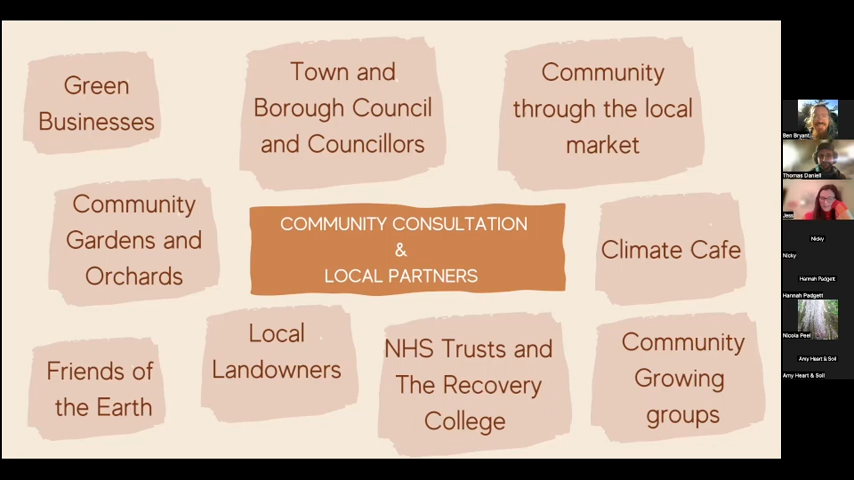 Green
Businesses
Town and
Borough Council
and Councillors
Community
through the local
market
Community
Gardens and
Orchards
COMMUNITY CONSULTATION
&
LOCAL PARTNERS
Climate Cafe
Friends of
the Earth
Local
Landowners
NHS Trusts and
The Recovery
College
Community
Growing
groups
Ben Bryant
Thomas Daniell
Jess
Nicky
Nicky
Hannah Padgett
Hannah Padgett
Nicola Peel
Amy Heart & Soil
Amy Heart & Soil